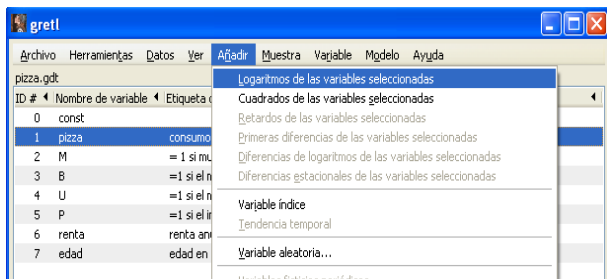 gretl
Archivo Herramientas Datos Ver Añadir Muestra Variable Modelo Ayuda
pizza.gdt
ID # Nombre de variable Etiqueta
Logaritmos de las variables seleccionadas
0 const
Cuadrados de las variables seleccionadas
1 pizza consumo
Retardos de las variables seleccionadas
Primeras diferencias de las variables seleccionadas
2 M = 1 si mu
Diferencias de logaritmos de las variables seleccionadas
3 B =1 si el n
Diferencias estacionales de las variables seleccionadas
4 U =1 si el n
Variable índice
5 P =1 si el in
Tendencia temporal
6 renta renta anu
7 edad edad en
Variable aleatoria...